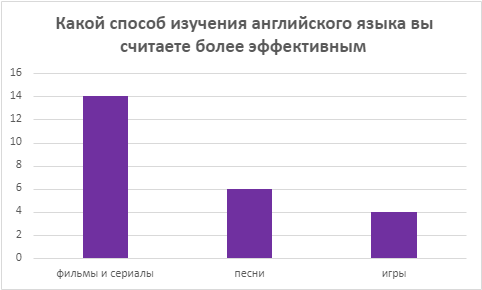 Какой способ изучения английского языка вы
считаете более эффективным
16
14
12
10
8
6
4
2
0
фильмы и сериалы
песни
игры